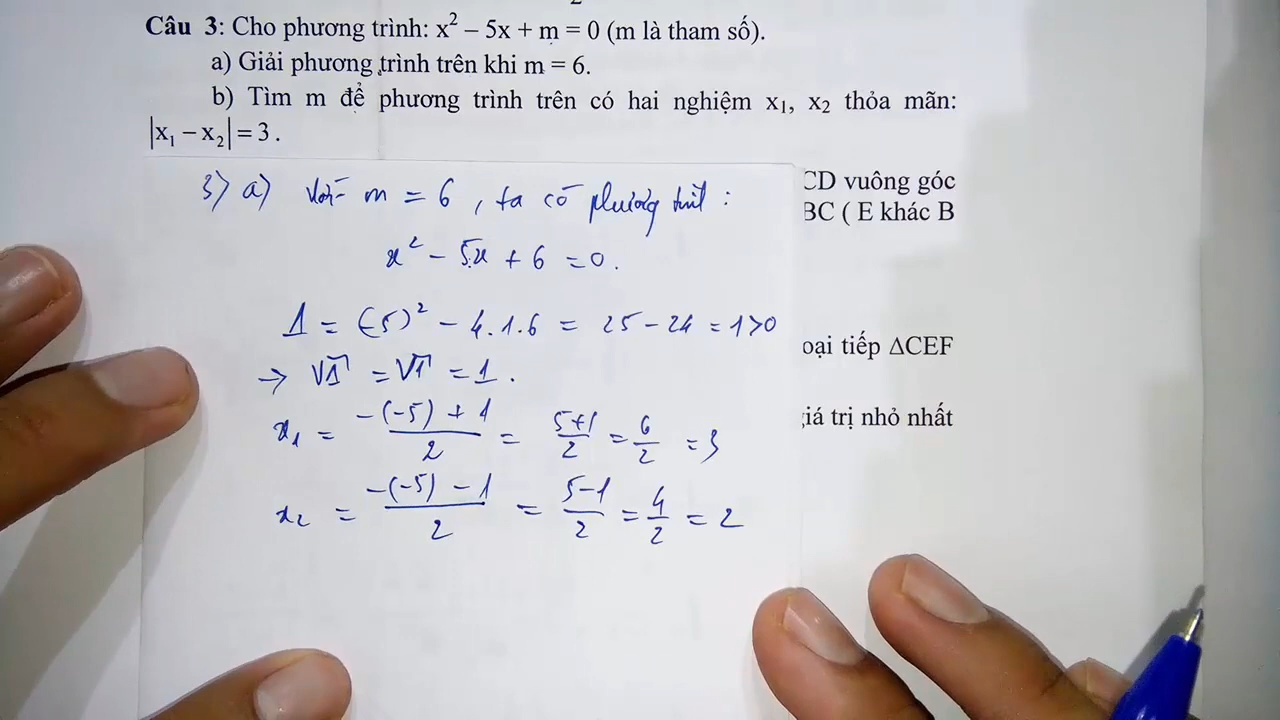 Câu 3: Cho phương trình: x² – 5x + m = 0 (m là tham số).
a) Giải phương trình trên khi m = 6.
b) Tìm m để phương trình trên có hai nghiệm x₁, x₂ thỏa mãn:
|x₁ − x₂| = 3.
CD vuông góc
BC ( E khác B
oại tiếp ΔCEF
giá trị nhỏ nhất
3) a) Với m = 6, ta có phương trình:
x² − 5x + 6 = 0.
Δ = (−5)² − 4.1.6 = 25 − 24 = 1 > 0
→ √Δ = √1 = 1.
x₁ = (−(−5) + 1)/2 = (5+1)/2 = 6/2 = 3
x₂ = (−(−5) − 1)/2 = (5−1)/2 = 4/2 = 2